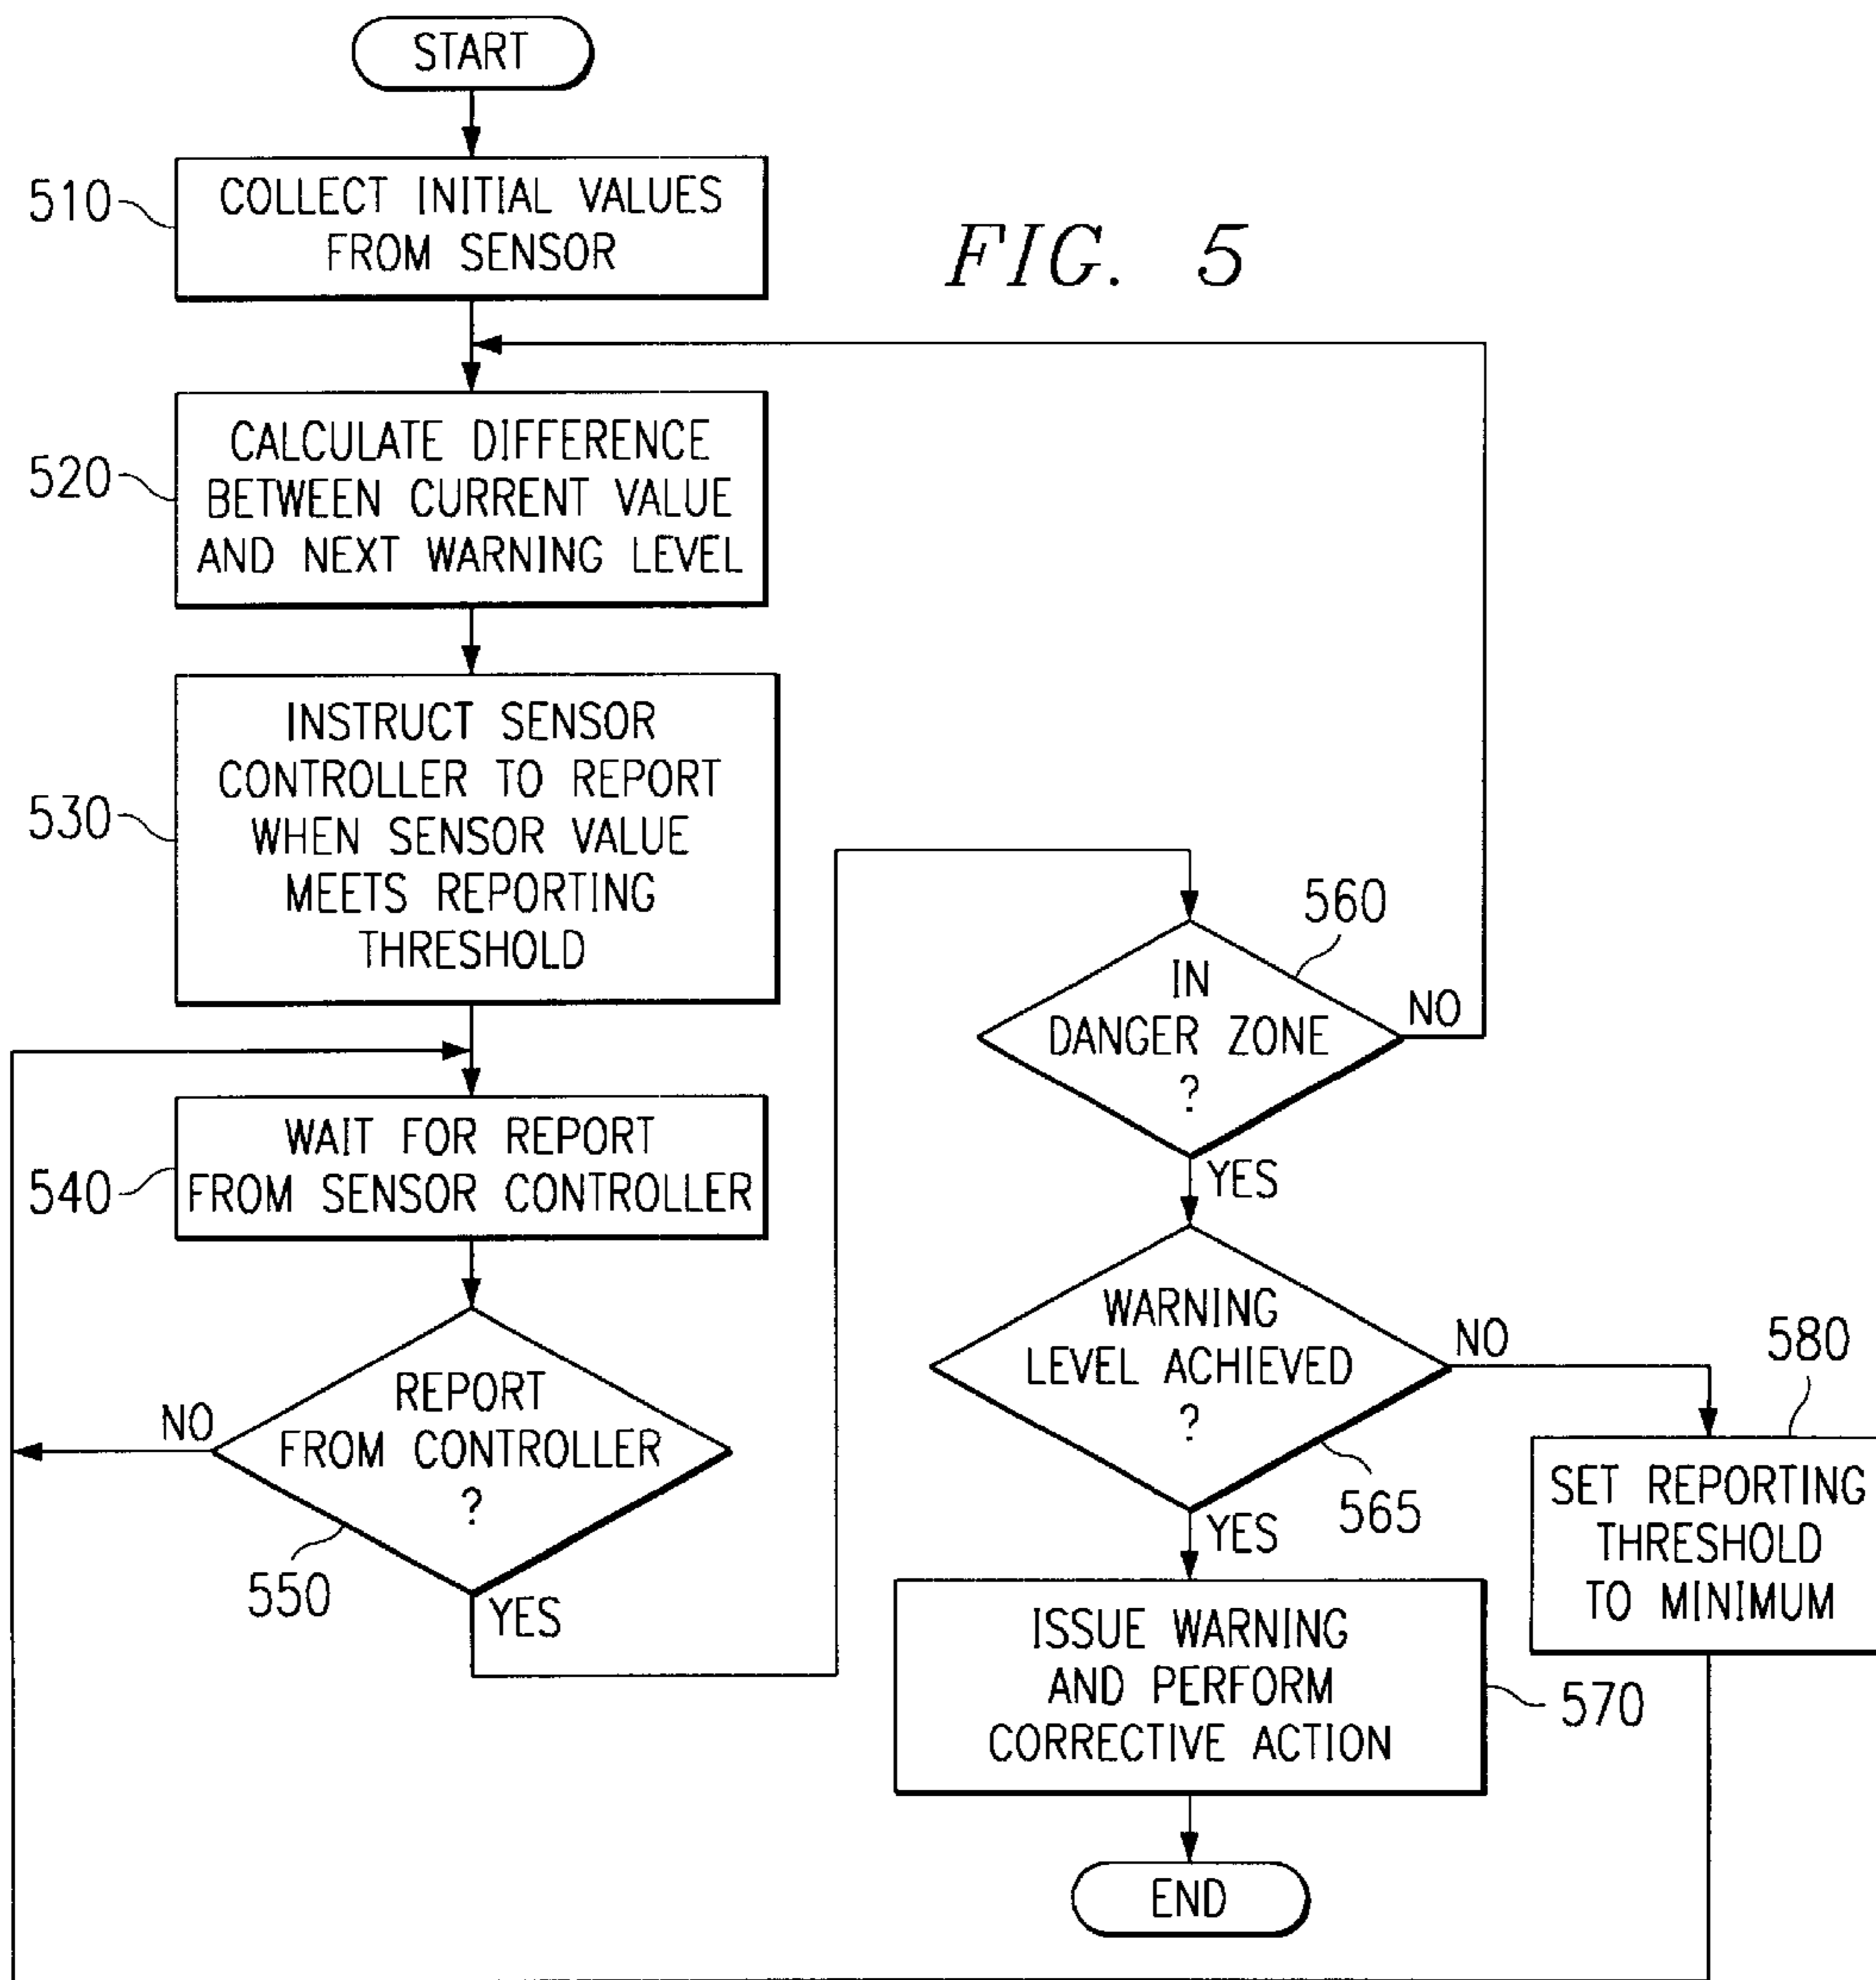 START
510
COLLECT INITIAL VALUES
FROM SENSOR
FIG. 5
520
CALCULATE DIFFERENCE
BETWEEN CURRENT VALUE
AND NEXT WARNING LEVEL
530
INSTRUCT SENSOR
CONTROLLER TO REPORT
WHEN SENSOR VALUE
MEETS REPORTING
THRESHOLD
540
WAIT FOR REPORT
FROM SENSOR CONTROLLER
NO
REPORT
FROM CONTROLLER
?
550
YES
560
IN
DANGER ZONE
?
NO
YES
WARNING
LEVEL ACHIEVED
?
NO
565
YES
580
SET REPORTING
THRESHOLD
TO MINIMUM
ISSUE WARNING
AND PERFORM
CORRECTIVE ACTION
570
END